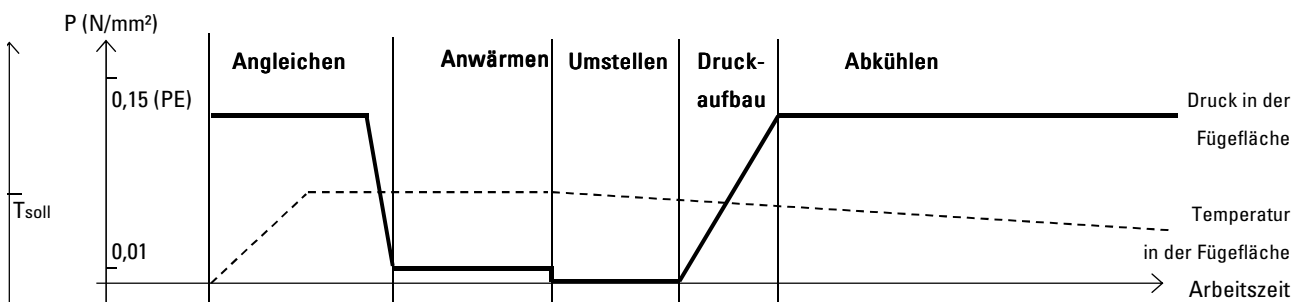 P (N/mm²)
Angleichen
Anwärmen
Umstellen
Druck-
aufbau
Abkühlen
0,15 (PE)
Druck in der
Fügefläche
Tsoll
Temperatur
in der Fügefläche
0,01
Arbeitszeit